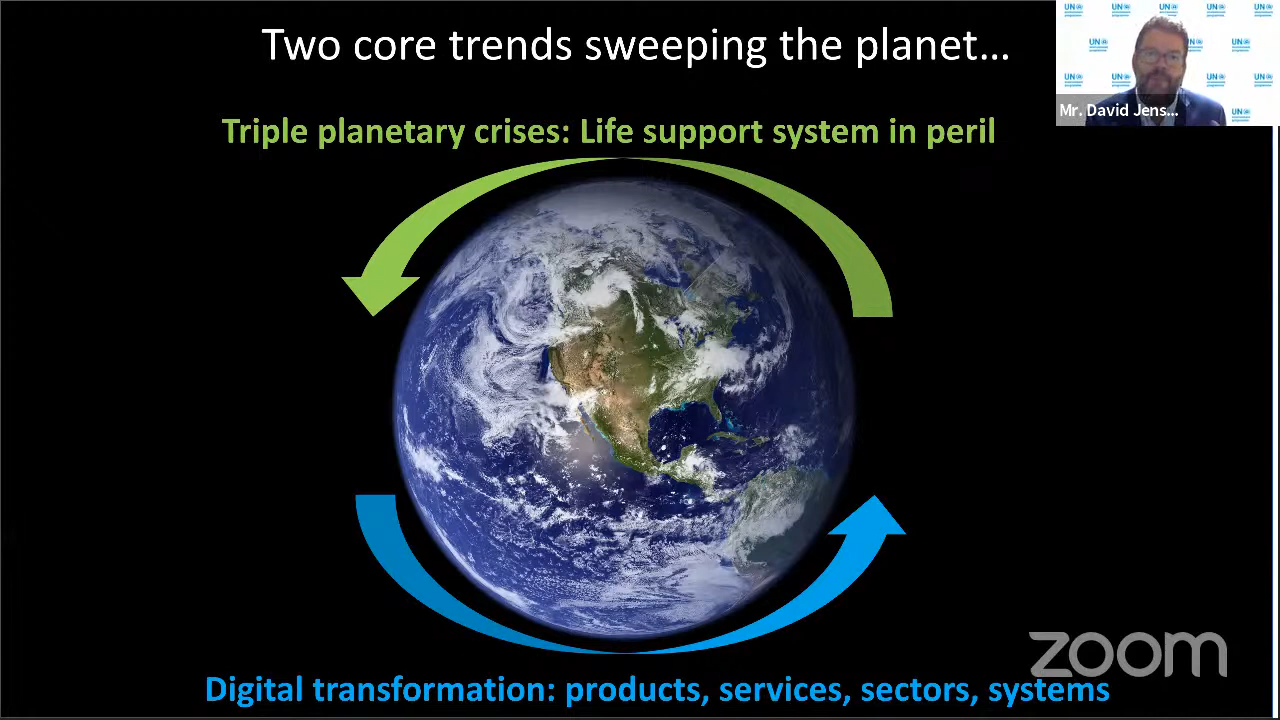 Two core trends sweeping the planet...
Triple planetary crises: Life support system in peril
Mr. David Jens...
UN
zoom
Digital transformation: products, services, sectors, systems